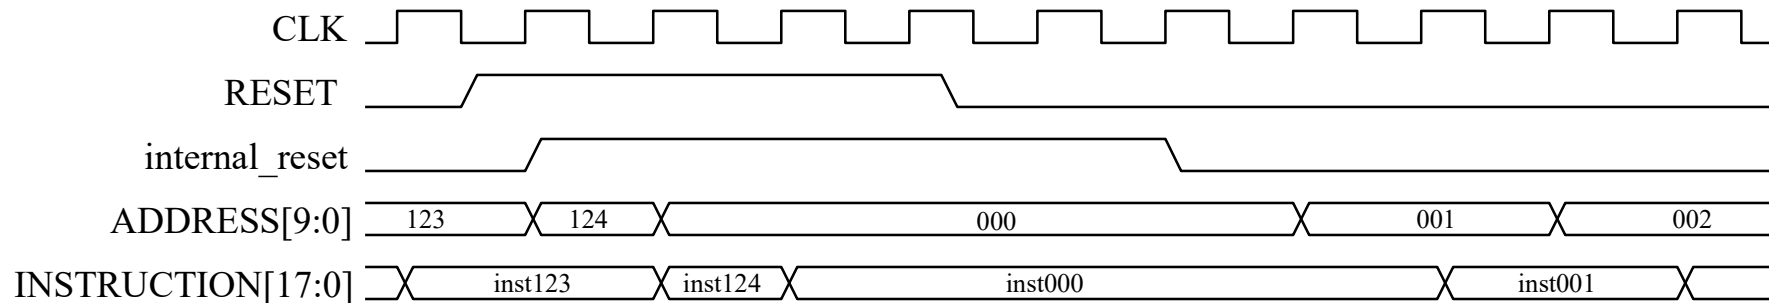 CLK
RESET
internal_reset
ADDRESS[9:0] 123 124 000 001 002
INSTRUCTION[17:0] inst123 inst124 inst000 inst001